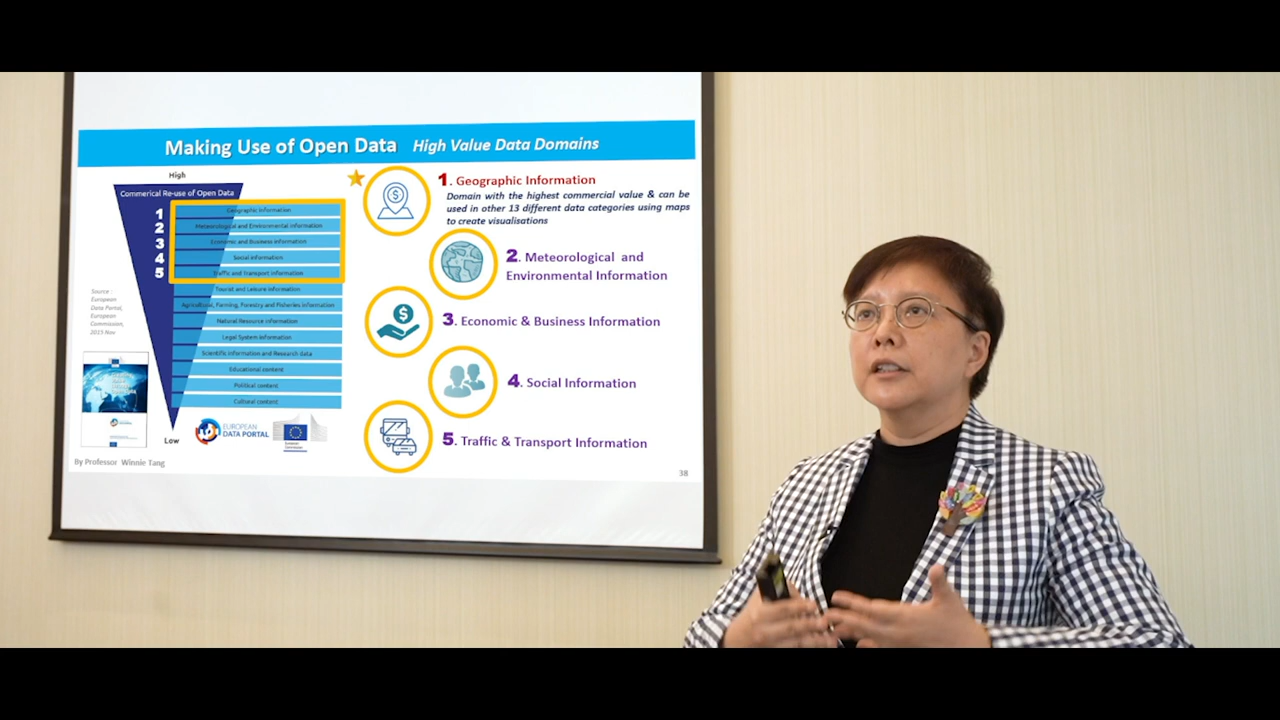 Making Use of Open Data High Value Data Domains
High
Commerical Re-use of Open Data
1 Geographic Information
2 Meteorological and Environmental information
3 Economic and Business information
4 Social information
5 Traffic and Transport information
Tourist and Leisure information
Agricultural, Farming, Forestry and Fisheries information
Natural Resource information
Legal System information
Scientific information and Research data
Educational content
Political content
Cultural content
Low
Source :
European
Data Portal,
European
Commission,
2015 Nov
EUROPEAN
DATA PORTAL
European
Commission
1. Geographic Information
Domain with the highest commercial value & can be
used in other 13 different data categories using maps
to create visualisations
2. Meteorological and
Environmental Information
3. Economic & Business Information
4. Social Information
5. Traffic & Transport Information
By Professor Winnie Tang
38